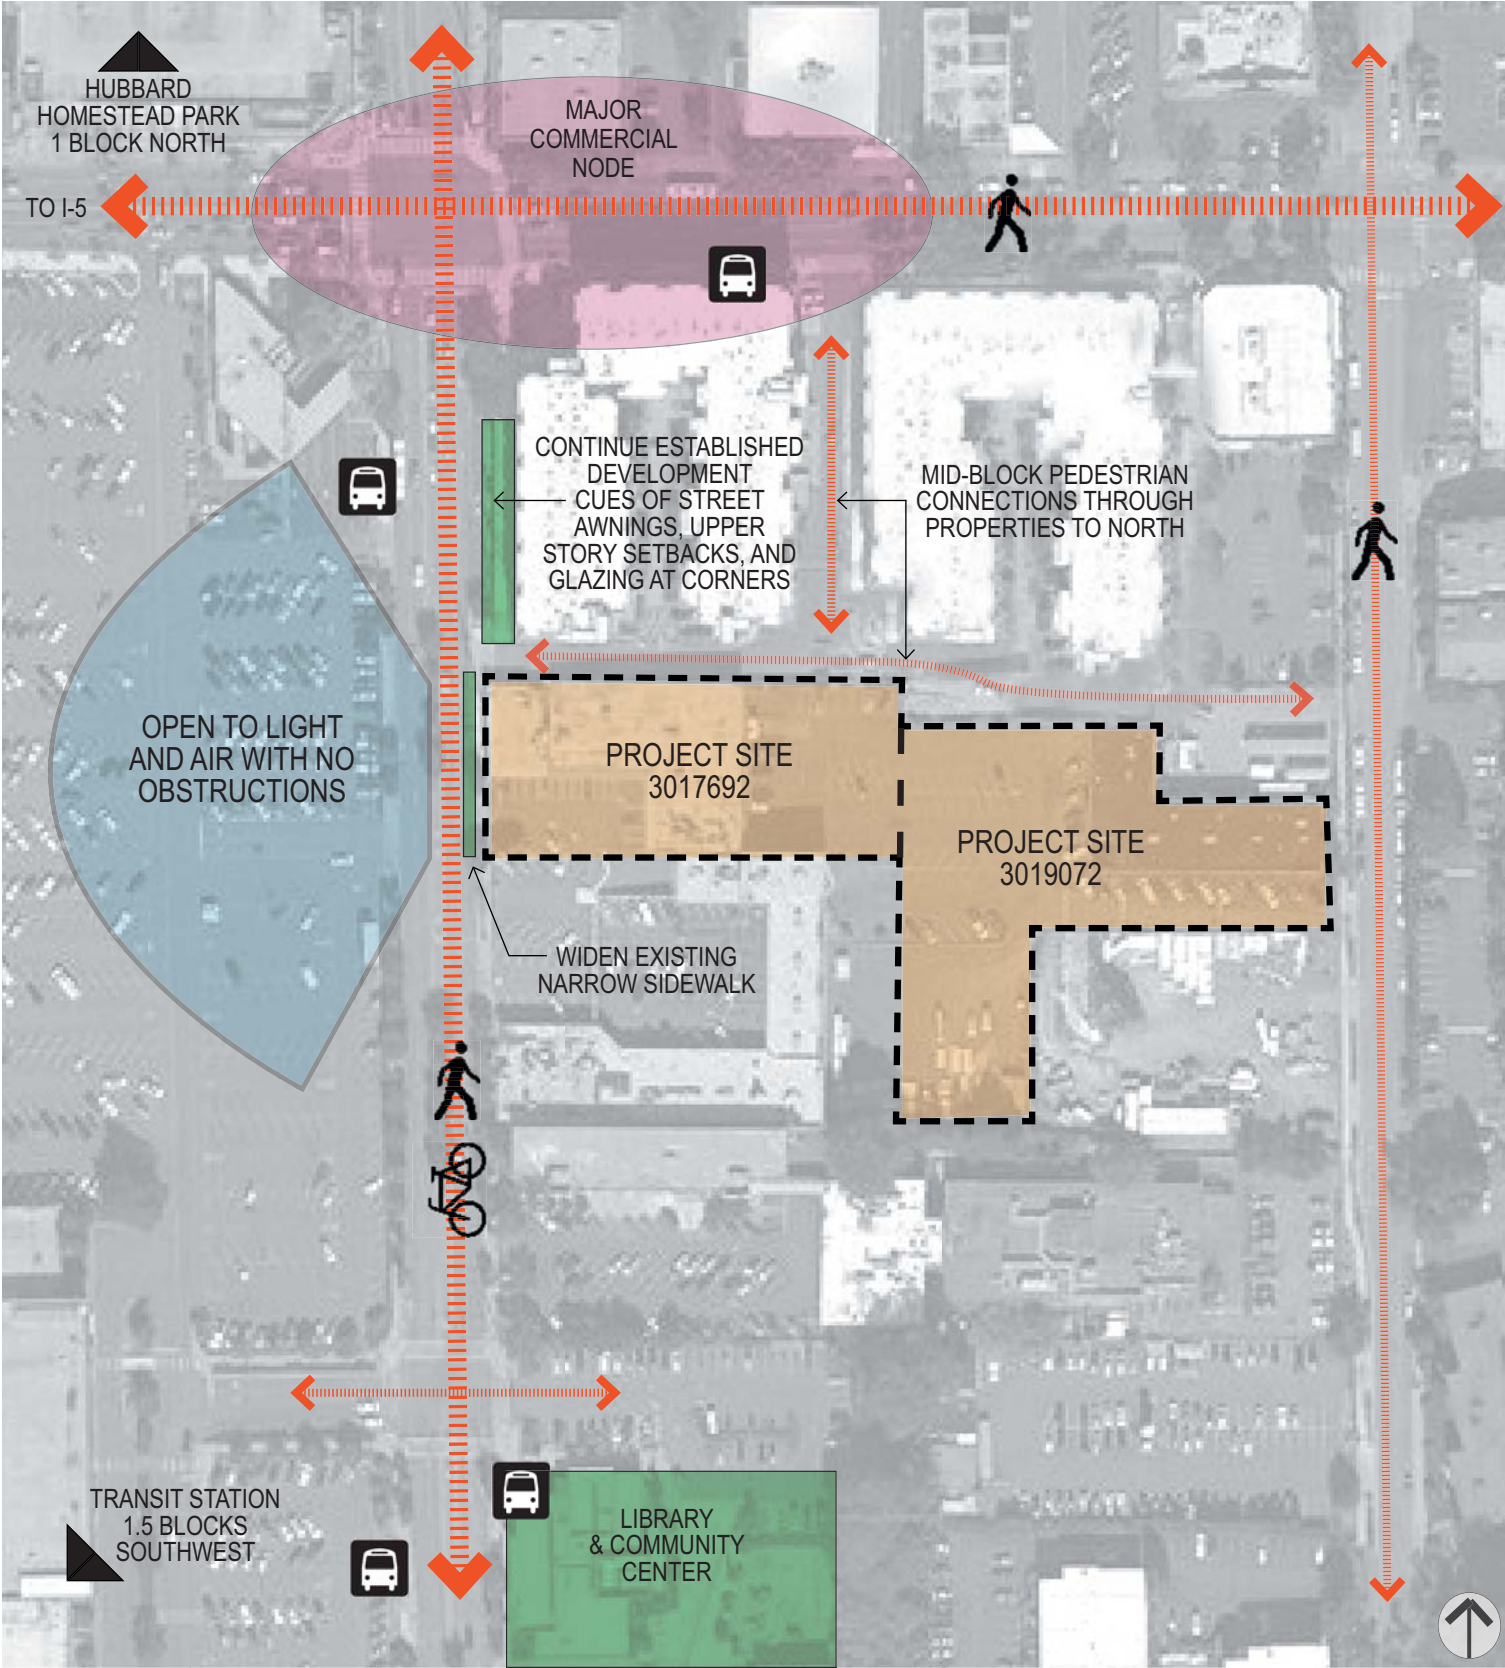 HUBBARD
HOMESTEAD PARK
1 BLOCK NORTH
MAJOR
COMMERCIAL
NODE
TO I-5
CONTINUE ESTABLISHED
DEVELOPMENT
CUES OF STREET
AWNINGS, UPPER
STORY SETBACKS, AND
GLAZING AT CORNERS
MID-BLOCK PEDESTRIAN
CONNECTIONS THROUGH
PROPERTIES TO NORTH
OPEN TO LIGHT
AND AIR WITH NO
OBSTRUCTIONS
PROJECT SITE
3017692
PROJECT SITE
3019072
WIDEN EXISTING
NARROW SIDEWALK
TRANSIT STATION
1.5 BLOCKS
SOUTHWEST
LIBRARY
& COMMUNITY
CENTER